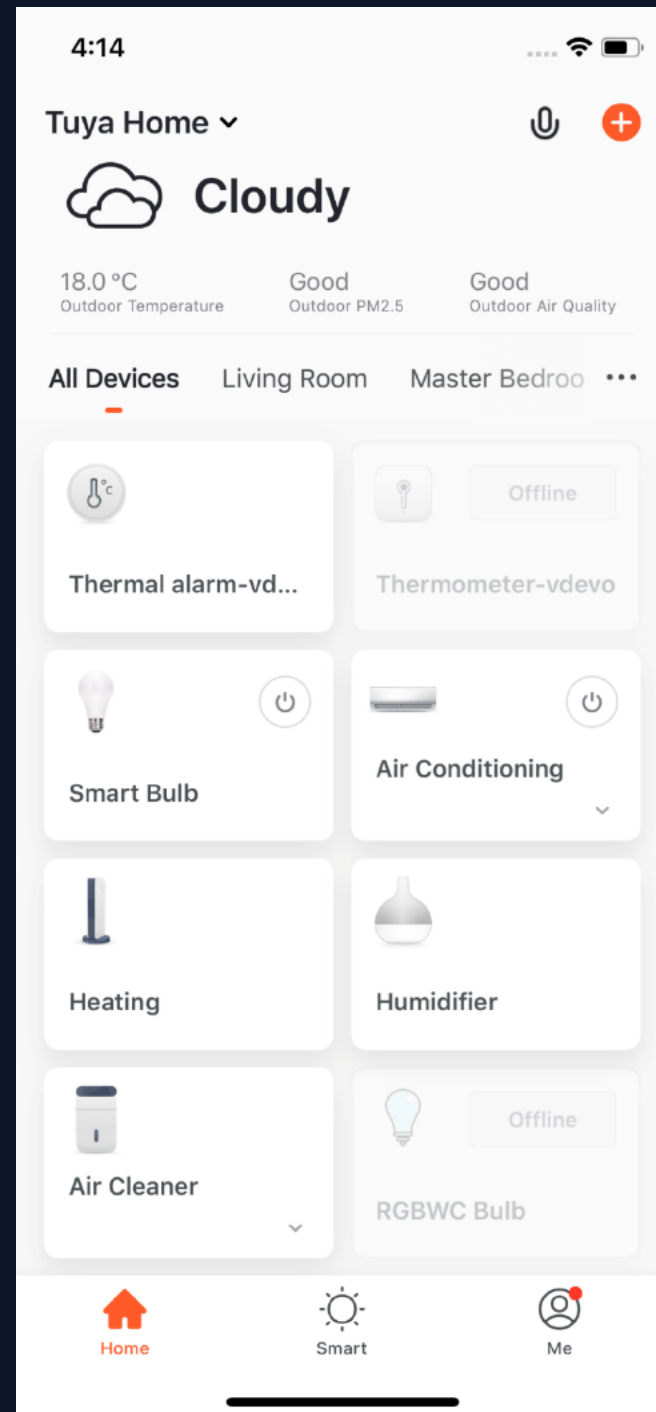 4:14
Tuya Home
Cloudy
18.0 °C
Outdoor Temperature
Good
Outdoor PM2.5
Good
Outdoor Air Quality
All Devices
Living Room
Master Bedroo
°C
Thermal alarm-vd...
Offline
Thermometer-vdevo
Smart Bulb
Air Conditioning
Heating
Humidifier
Air Cleaner
Offline
RGBWC Bulb
Home
Smart
Me